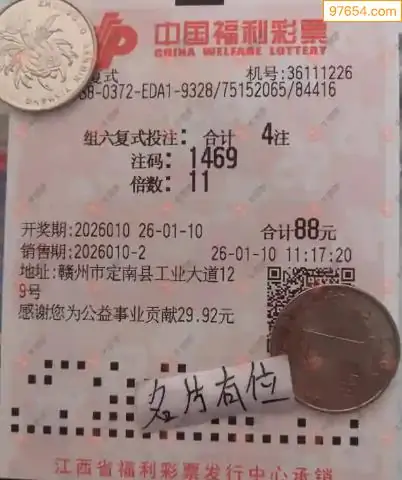 97654.com
中国福利彩票
CHINA WELFARE LOTTERY
复式
机号:36111226
-0372-EDA1-9328/75152065/84416
组六复式投注: 合计 4注
注码: 1469
倍数: 11
开奖期:2026010 26-01-10 合计88元
销售期:2026010-2 26-01-10 11:17:20
地址:赣州市定南县工业大道12
9号
感谢您为公益事业贡献29.92元
名片有位
江西省福利彩票发行中心承销